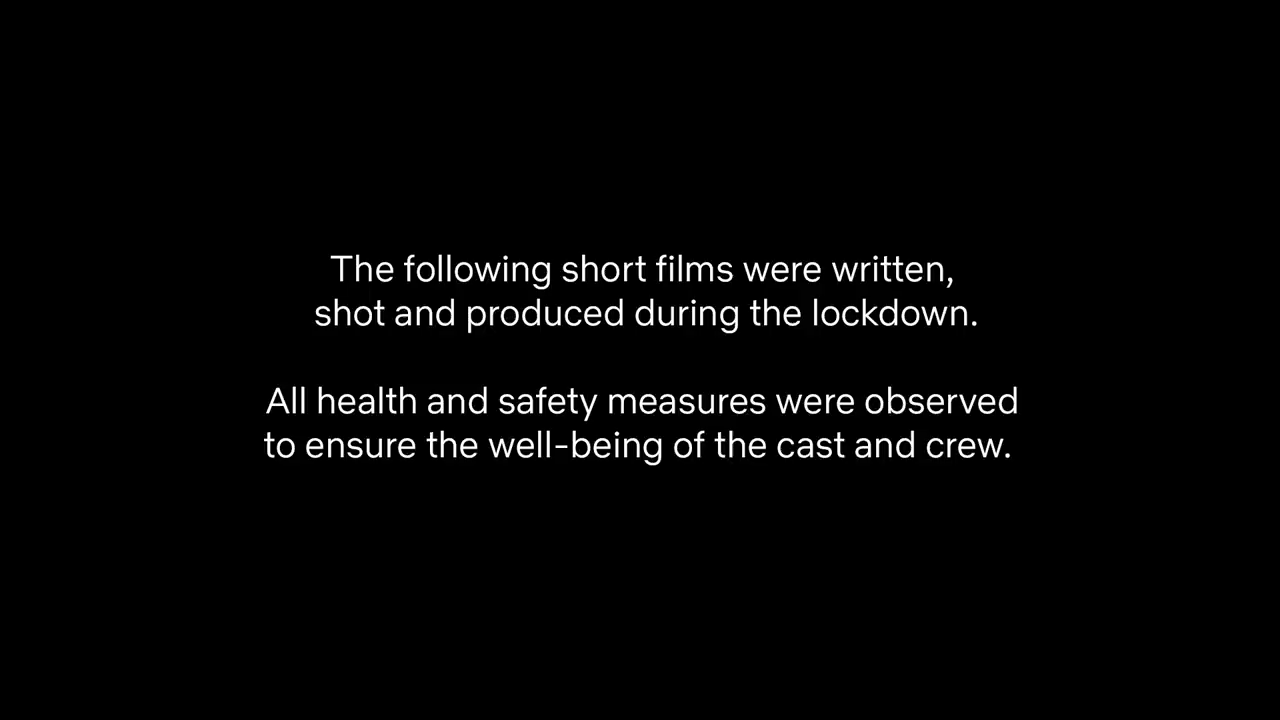 The following short films were written,
shot and produced during the lockdown.
All health and safety measures were observed
to ensure the well-being of the cast and crew.